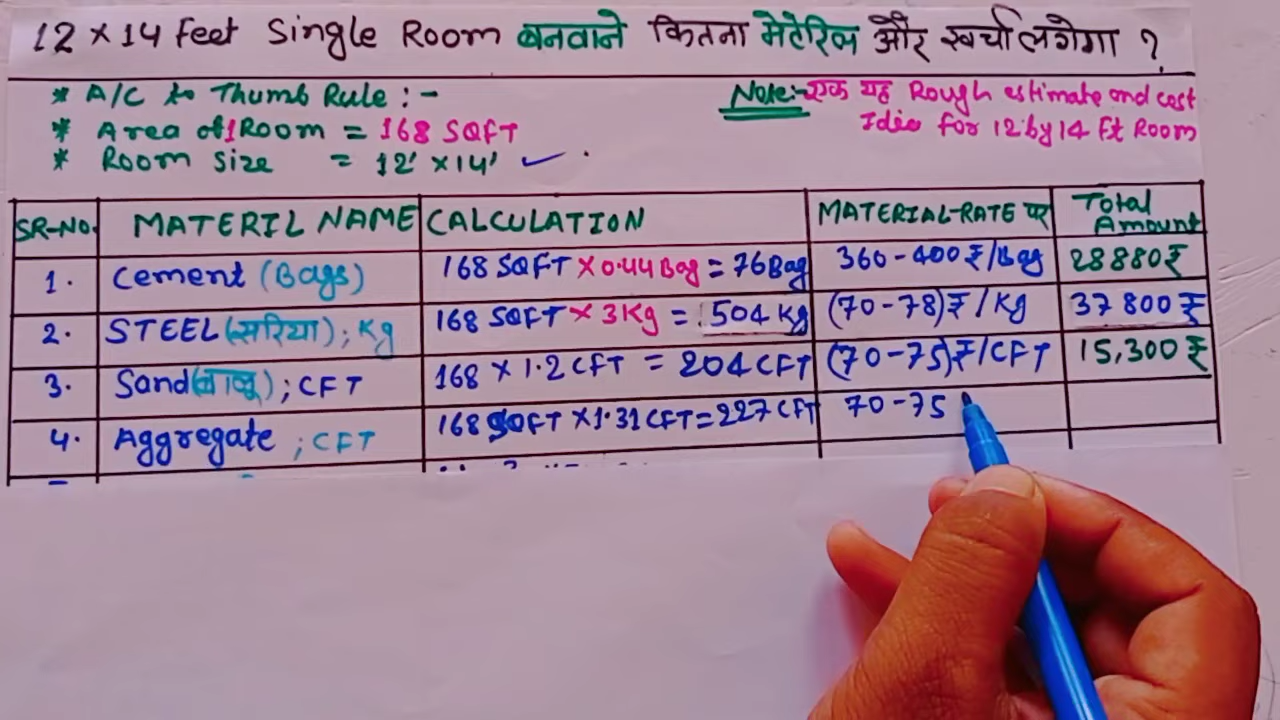 12 × 14 Feet Single Room बनवाने कितना मेटेरिल और खर्चा लगेगा ?
* A/C to Thumb Rule : -
* Area of 1 Room = 168 SQFT
* Room Size = 12' × 14' ✓
Note:- एक यह Rough estimate and cost
Idia for 12 by 14 Ft Room
SR-NO. MATERIL NAME CALCULATION MATERIAL-RATE पर Total Amount
1. Cement (Bags) 168 SQFT × 0.44 Bag = 76 Bag 360 - 400 ₹/Bag 28880 ₹
2. STEEL (सरिया) ; Kg 168 SQFT × 3 Kg = 504 Kg (70 - 78) ₹ / Kg 37800 ₹
3. Sand (बालू) ; CFT 168 × 1.2 CFT = 204 CFT (70 - 75) ₹/CFT 15,300 ₹
4. Aggregate ; CFT 168 SQFT × 1.31 CFT = 227 CFT 70 - 75